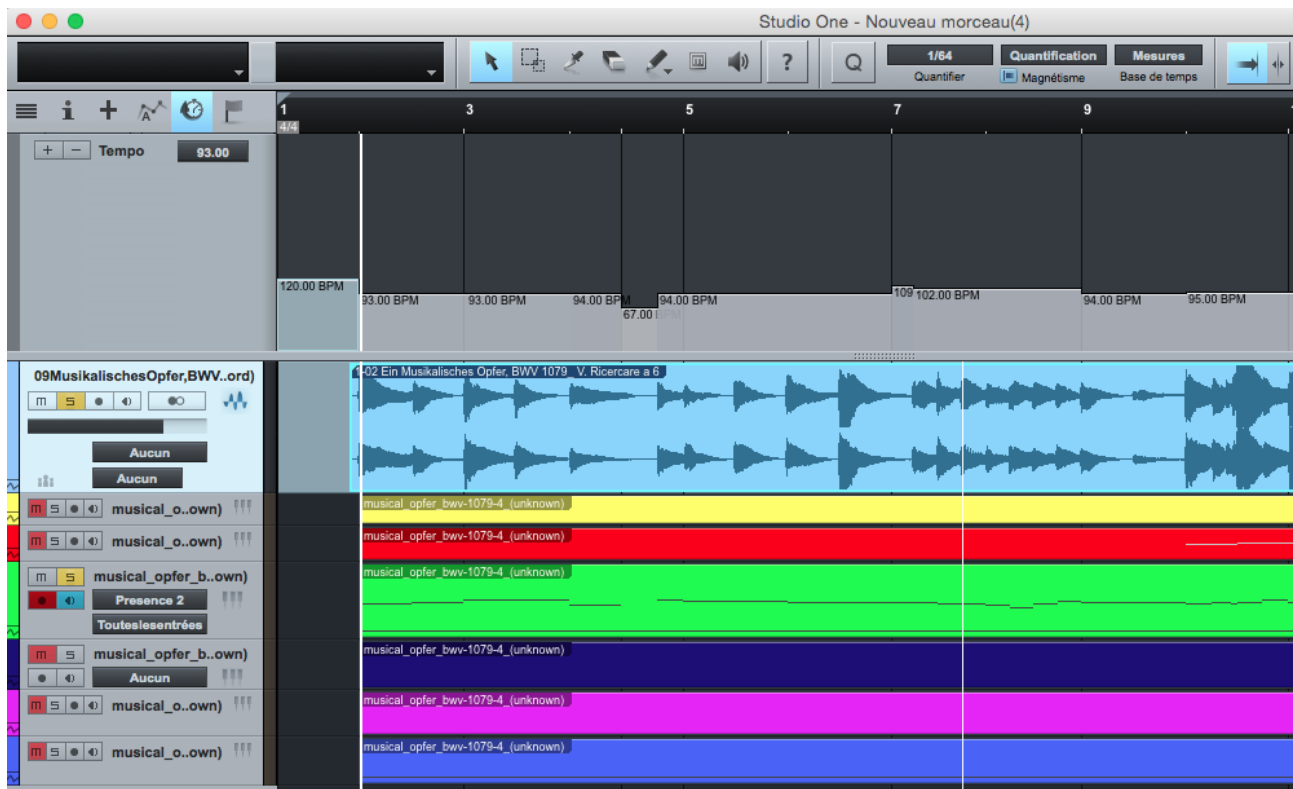 Studio One - Nouveau morceau(4)
? Q 1/64 Quantification Mesures
Quantifier Magnétisme Base de temps
i A 1 3 5 7 9
4/4
+ - Tempo 93.00
120.00 BPM 93.00 BPM 93.00 BPM 94.00 BPM 67.00 BPM 94.00 BPM 109 102.00 BPM 94.00 BPM 95.00 BPM
09MusikalischesOpfer,BWV..ord) 1-02 Ein Musikalisches Opfer, BWV 1079_ V. Ricercare a 6
m S
Aucun
Aucun
m S musical_o..own) musical_opfer_bwv-1079-4_(unknown)
m S musical_o..own) musical_opfer_bwv-1079-4_(unknown)
m S musical_opfer_b..own) musical_opfer_bwv-1079-4_(unknown)
Presence 2
Touteslesentrées
m S musical_opfer_b..own) musical_opfer_bwv-1079-4_(unknown)
Aucun
m S musical_o..own) musical_opfer_bwv-1079-4_(unknown)
m S musical_o..own) musical_opfer_bwv-1079-4_(unknown)